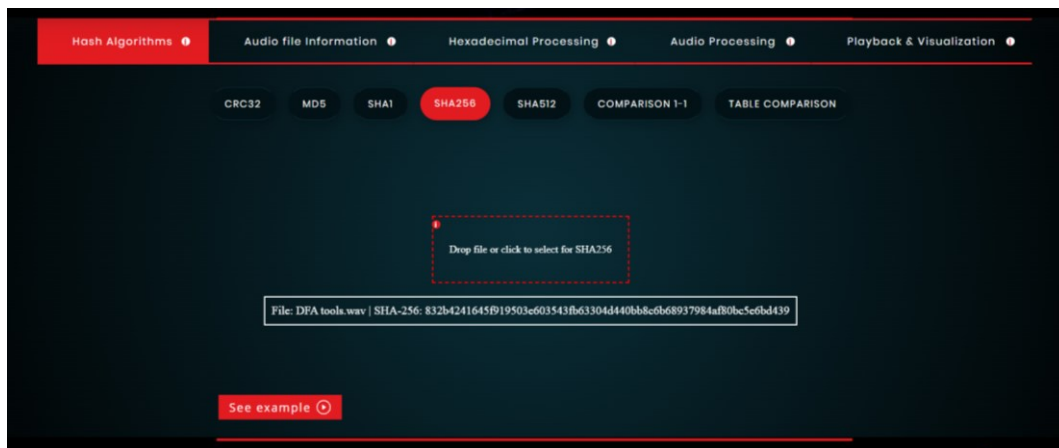 Hash Algorithms
Audio file Information
Hexadecimal Processing
Audio Processing
Playback & Visualization
CRC32
MD5
SHA1
SHA256
SHA512
COMPARISON 1-1
TABLE COMPARISON
Drop file or click to select for SHA256
File: DFA tools.wav | SHA-256: 832b4241645f919503e603543fb63304d440bb8c6b68937984af80bc5e6bd439
See example